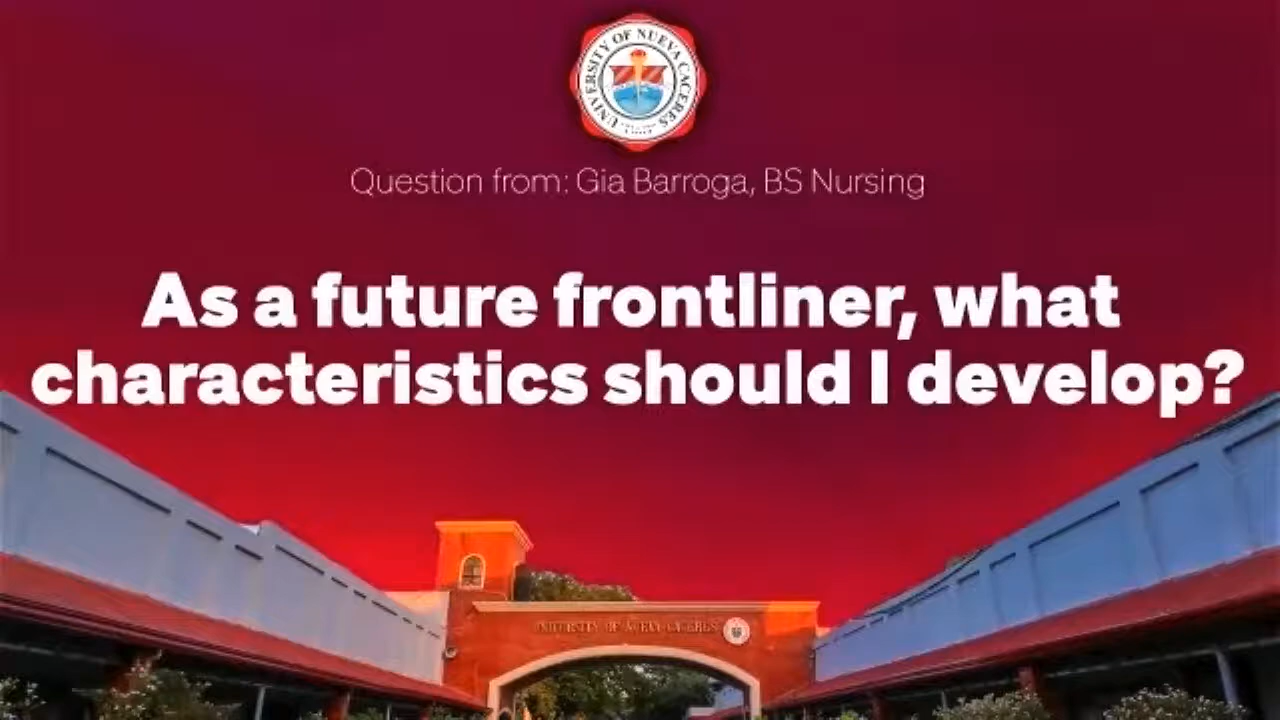 UNIVERSITY OF NUEVA CACERES
Question from: Gia Barroga, BS Nursing
As a future frontliner, what
characteristics should I develop?
UNIVERSITY OF NUEVA CACERES